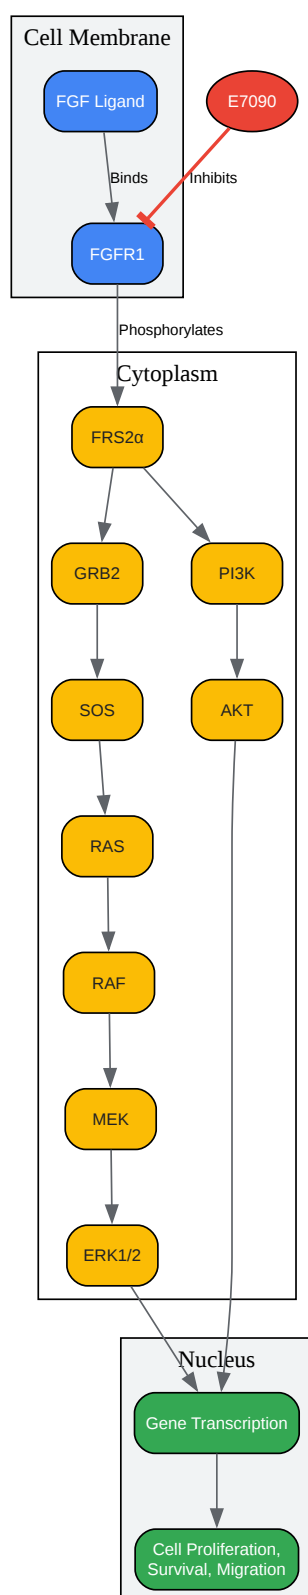 Cell Membrane
FGF Ligand
E7090
Binds
Inhibits
FGFR1
Phosphorylates
Cytoplasm
FRS2α
GRB2
PI3K
SOS
AKT
RAS
RAF
MEK
ERK1/2
Nucleus
Gene Transcription
Cell Proliferation,
Survival, Migration